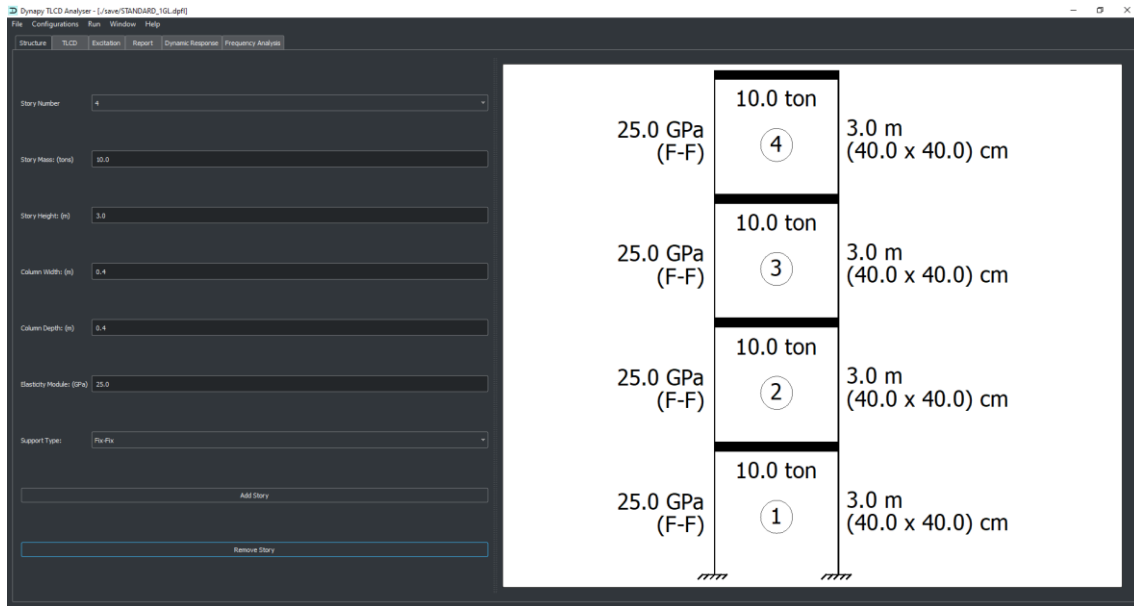 Dynapy TLCD Analyser - [./save/STANDARD_1GL.dpfl]
File Configurations Run Window Help
Structure TLCD Excitation Report Dynamic Response Frequency Analysis
Story Number 4
Story Mass: (tons) 10.0
Story Height: (m) 3.0
Column Width: (m) 0.4
Column Depth: (m) 0.4
Elasticity Module: (GPa) 25.0
Support Type: Fix-Fix
Add Story
Remove Story
10.0 ton
25.0 GPa 3.0 m
4
(F-F) (40.0 x 40.0) cm
10.0 ton
25.0 GPa 3.0 m
3
(F-F) (40.0 x 40.0) cm
10.0 ton
25.0 GPa 3.0 m
2
(F-F) (40.0 x 40.0) cm
10.0 ton
25.0 GPa 3.0 m
1
(F-F) (40.0 x 40.0) cm